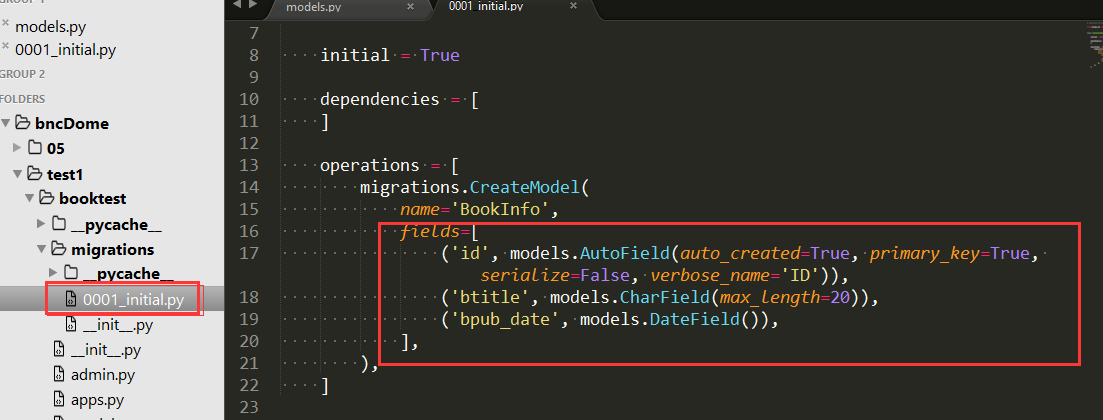 GROUP 1
models.py
0001_initial.py
GROUP 2
FOLDERS
bncDome
05
test1
booktest
__pycache__
migrations
__pycache__
0001_initial.py
__init__.py
__init__.py
admin.py
apps.py
models.py
0001_initial.py
7
8 initial = True
9
10 dependencies = [
11 ]
12
13 operations = [
14 migrations.CreateModel(
15 name='BookInfo',
16 fields=[
17 ('id', models.AutoField(auto_created=True, primary_key=True,
serialize=False, verbose_name='ID')),
18 ('btitle', models.CharField(max_length=20)),
19 ('bpub_date', models.DateField()),
20 ],
21 ),
22 ]
23